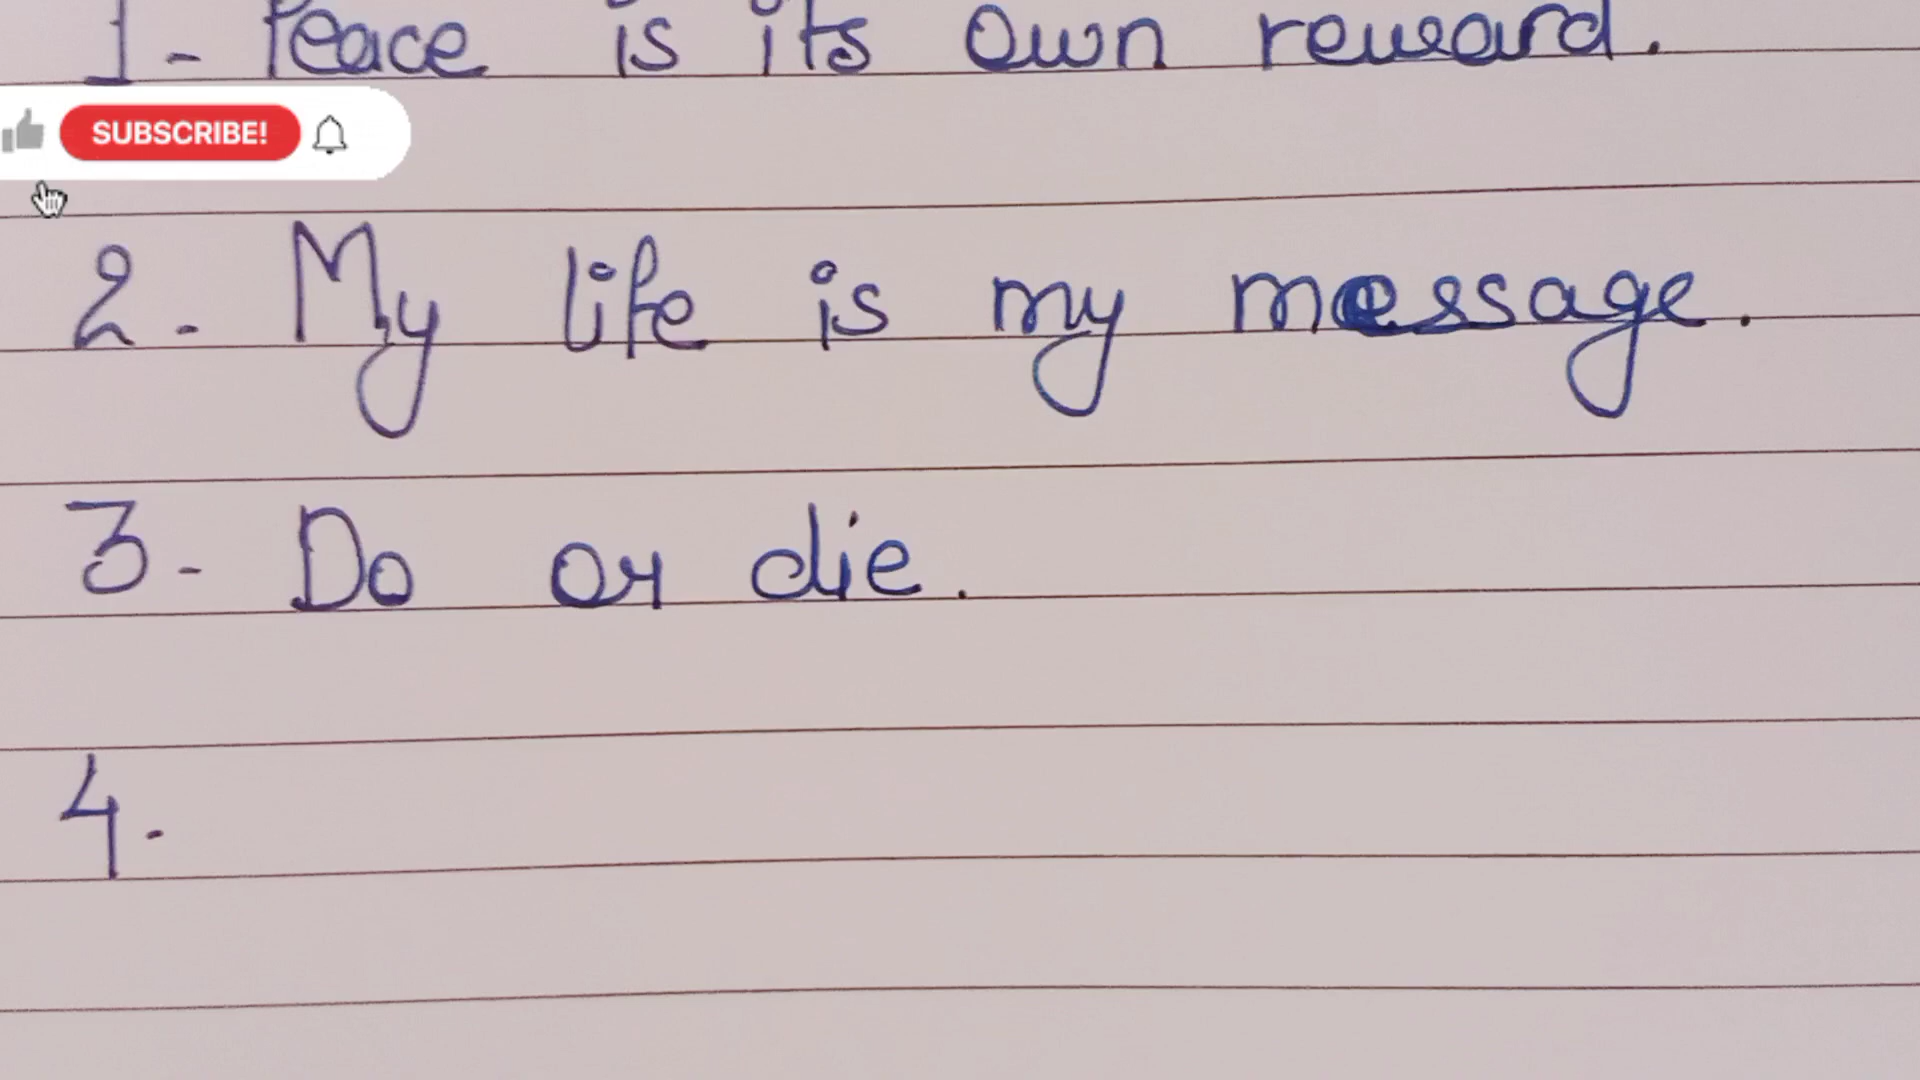 1- Peace is its own reward.
SUBSCRIBE!
2- My life is my message.
3- Do or die.
4-